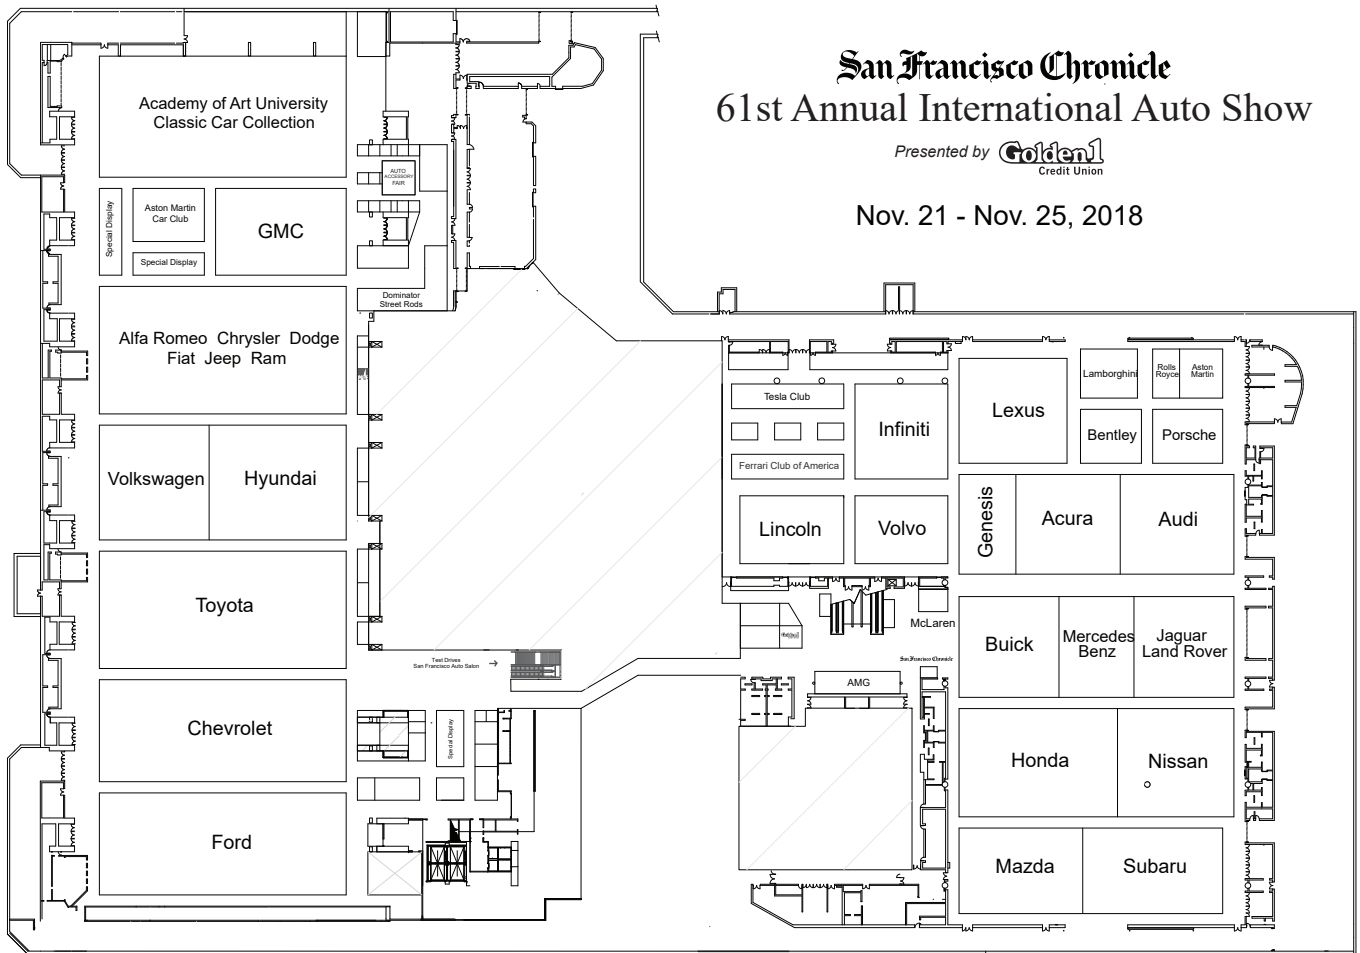 San Francisco Chronicle
61st Annual International Auto Show
Presented by Golden1
Credit Union
Nov. 21 - Nov. 25, 2018
Academy of Art University
Classic Car Collection
AUTO
ACCESSORY
FAIR
Special Display
Aston Martin
Car Club
Special Display
GMC
Dominator
Street Rods
Alfa Romeo Chrysler Dodge
Fiat Jeep Ram
Volkswagen
Hyundai
Toyota
Test Drives
San Francisco Auto Salon
Chevrolet
Special Display
Ford
Tesla Club
Ferrari Club of America
Infiniti
Lincoln
Volvo
Lexus
Lamborghini
Rolls
Royce
Aston
Martin
Bentley
Porsche
Genesis
Acura
Audi
McLaren
Golden1
San Francisco Chronicle
AMG
Buick
Mercedes
Benz
Jaguar
Land Rover
Honda
Nissan
Mazda
Subaru